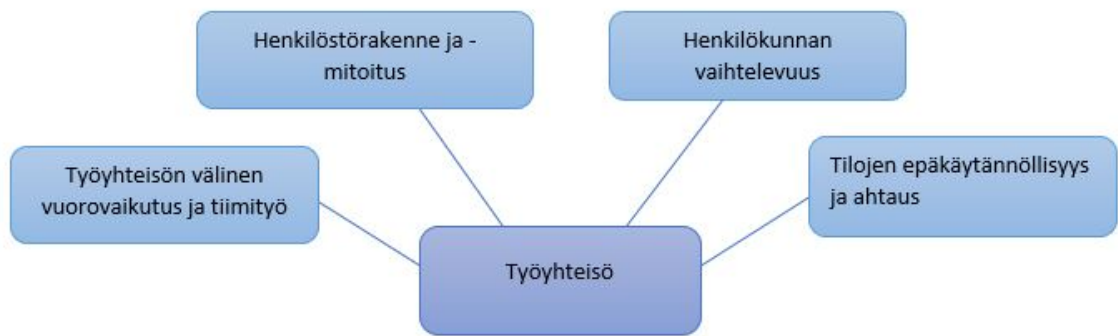 Henkilöstörakenne ja -
mitoitus
Henkilökunnan
vaihtelevuus
Työyhteisön välinen
vuorovaikutus ja tiimityö
Tilojen epäkäytännöllisyys
ja ahtaus
Työyhteisö